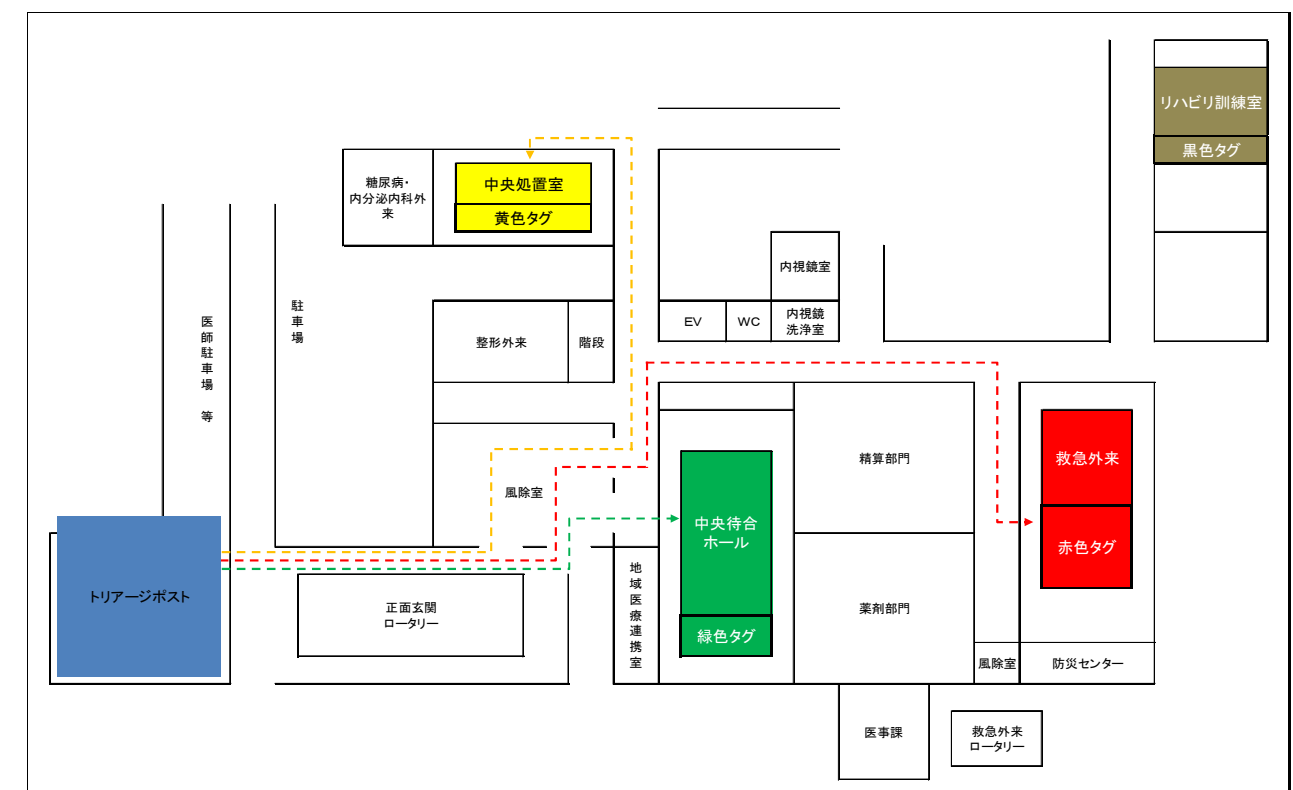 リハビリ訓練室
黒色タグ
糖尿病・
内分泌内科外
来
中央処置室
黄色タグ
内視鏡室
医師駐車場 等
駐車場
整形外来
階段
EV
WC
内視鏡
洗浄室
精算部門
救急外来
風除室
中央待合
ホール
赤色タグ
トリアージポスト
正面玄関
ロータリー
地域医療連携室
薬剤部門
緑色タグ
風除室
防災センター
医事課
救急外来
ロータリー